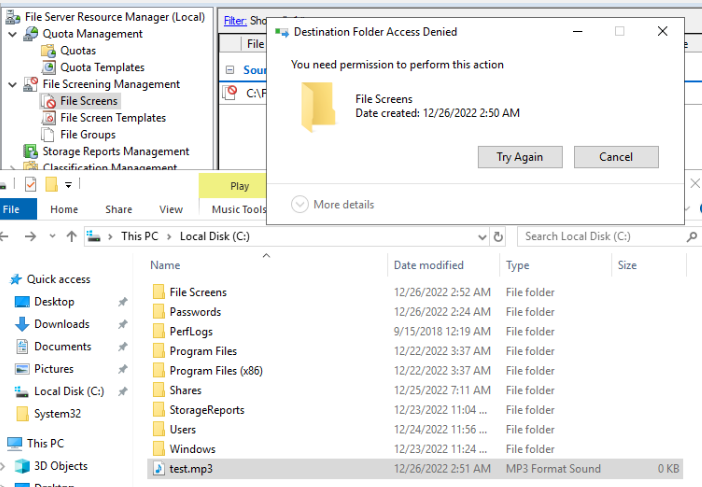 File Server Resource Manager (Local)
Quota Management
Quotas
Quota Templates
File Screening Management
File Screens
File Screen Templates
File Groups
Storage Reports Management
Classification Management
Filter: Sho
File
Sour
C:\F
Destination Folder Access Denied
You need permission to perform this action
File Screens
Date created: 12/26/2022 2:50 AM
Try Again
Cancel
More details
Play
File
Home
Share
View
Music Tools
This PC > Local Disk (C:)
Search Local Disk (C:)
Name
Date modified
Type
Size
Quick access
Desktop
Downloads
Documents
Pictures
Local Disk (C:)
System32
This PC
3D Objects
Desktop
File Screens 12/26/2022 2:52 AM File folder
Passwords 12/26/2022 2:24 AM File folder
PerfLogs 9/15/2018 12:19 AM File folder
Program Files 12/22/2022 3:37 AM File folder
Program Files (x86) 12/22/2022 3:37 AM File folder
Shares 12/25/2022 7:11 AM File folder
StorageReports 12/23/2022 11:04 ... File folder
Users 12/24/2022 11:56 ... File folder
Windows 12/23/2022 11:24 ... File folder
test.mp3 12/26/2022 2:51 AM MP3 Format Sound 0 KB